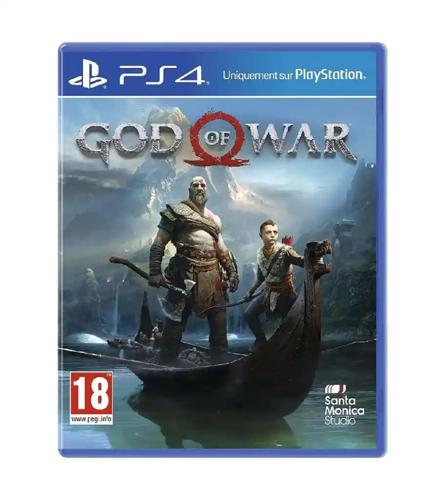 PS4 Uniquement sur PlayStation®
GOD OF WAR
18
www.pegi.info
Santa
Monica
Studio